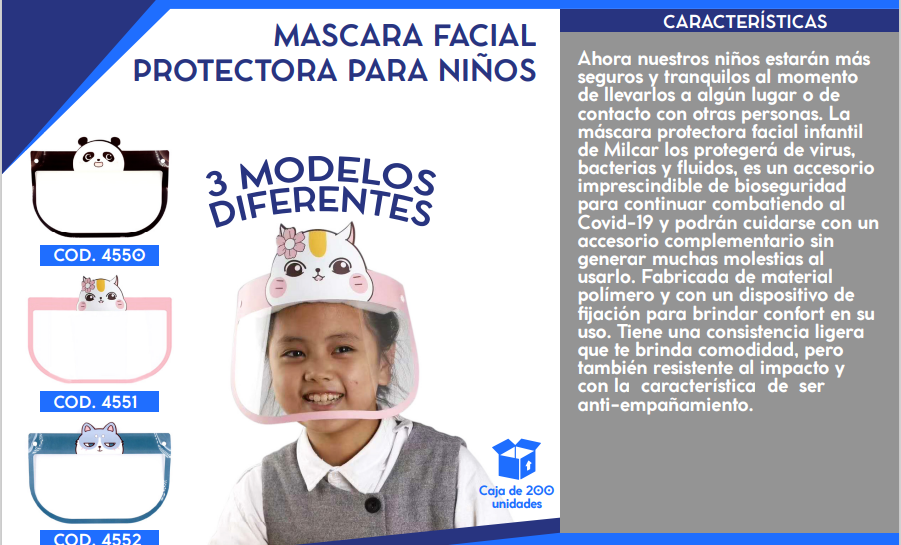 MASCARA FACIAL
PROTECTORA PARA NIÑOS
3 MODELOS
DIFERENTES
COD. 4550
COD. 4551
COD. 4552
Caja de 200
unidades
CARACTERÍSTICAS
Ahora nuestros niños estarán más
seguros y tranquilos al momento
de llevarlos a algún lugar o de
contacto con otras personas. La
máscara protectora facial infantil
de Milcar los protegerá de virus,
bacterias y fluidos, es un accesorio
imprescindible de bioseguridad
para continuar combatiendo al
Covid-19 y podrán cuidarse con un
accesorio complementario sin
generar muchas molestias al
usarlo. Fabricada de material
polímero y con un dispositivo de
fijación para brindar confort en su
uso. Tiene una consistencia ligera
que te brinda comodidad, pero
también resistente al impacto y
con la característica de ser
anti-empañamiento.